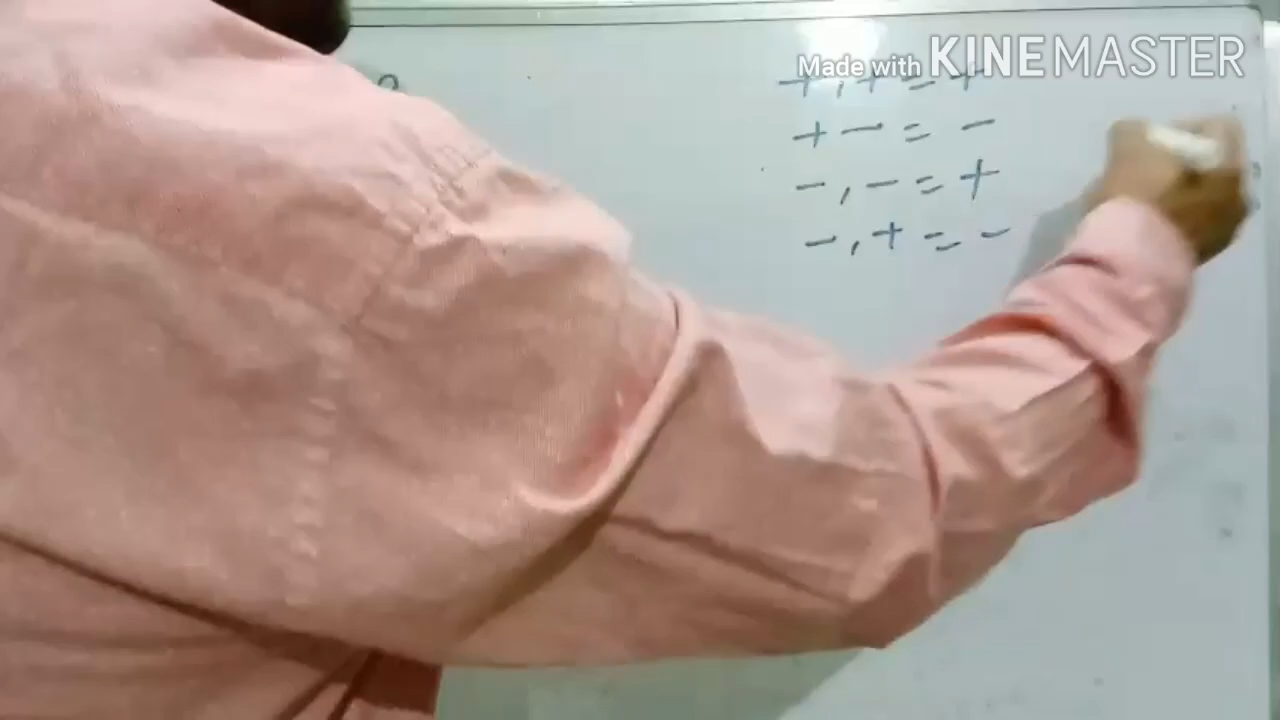 Made with KINEMASTER
+,+ = +
+ - = -
-, - = +
-, + = -